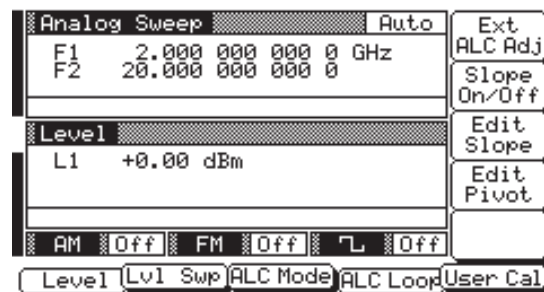 Analog Sweep Auto
F1 2.000 000 000 0 GHz
F2 20.000 000 000 0
Level
L1 +0.00 dBm
AM Off FM Off Off
Level Lvl Swp ALC Mode ALC Loop User Cal
Ext
ALC Adj
Slope
On/Off
Edit
Slope
Edit
Pivot